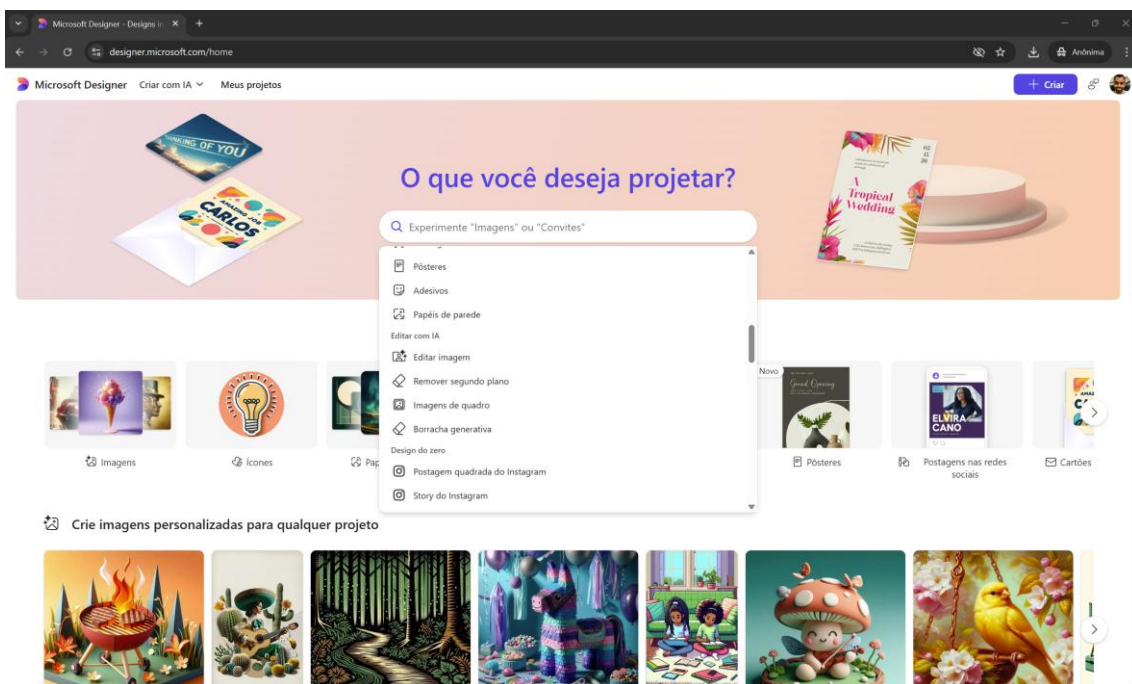 Microsoft Designer - Designs in
designer.microsoft.com/home
Anônima
Microsoft Designer
Criar com IA
Meus projetos
+ Criar
THINKING OF YOU
AMAZING JOB
CARLOS
O que você deseja projetar?
Experimente "Imagens" ou "Convites"
A
Tropical
Wedding
Pôsteres
Adesivos
Papéis de parede
Editar com IA
Editar imagem
Remover segundo plano
Imagens de quadro
Borracha generativa
Design do zero
Postagem quadrada do Instagram
Story do Instagram
Novo
Grand Opening
ELVIRA
CANO
Imagens
Ícones
Pap
Pôsteres
Postagens nas redes
sociais
Cartões
Crie imagens personalizadas para qualquer projeto